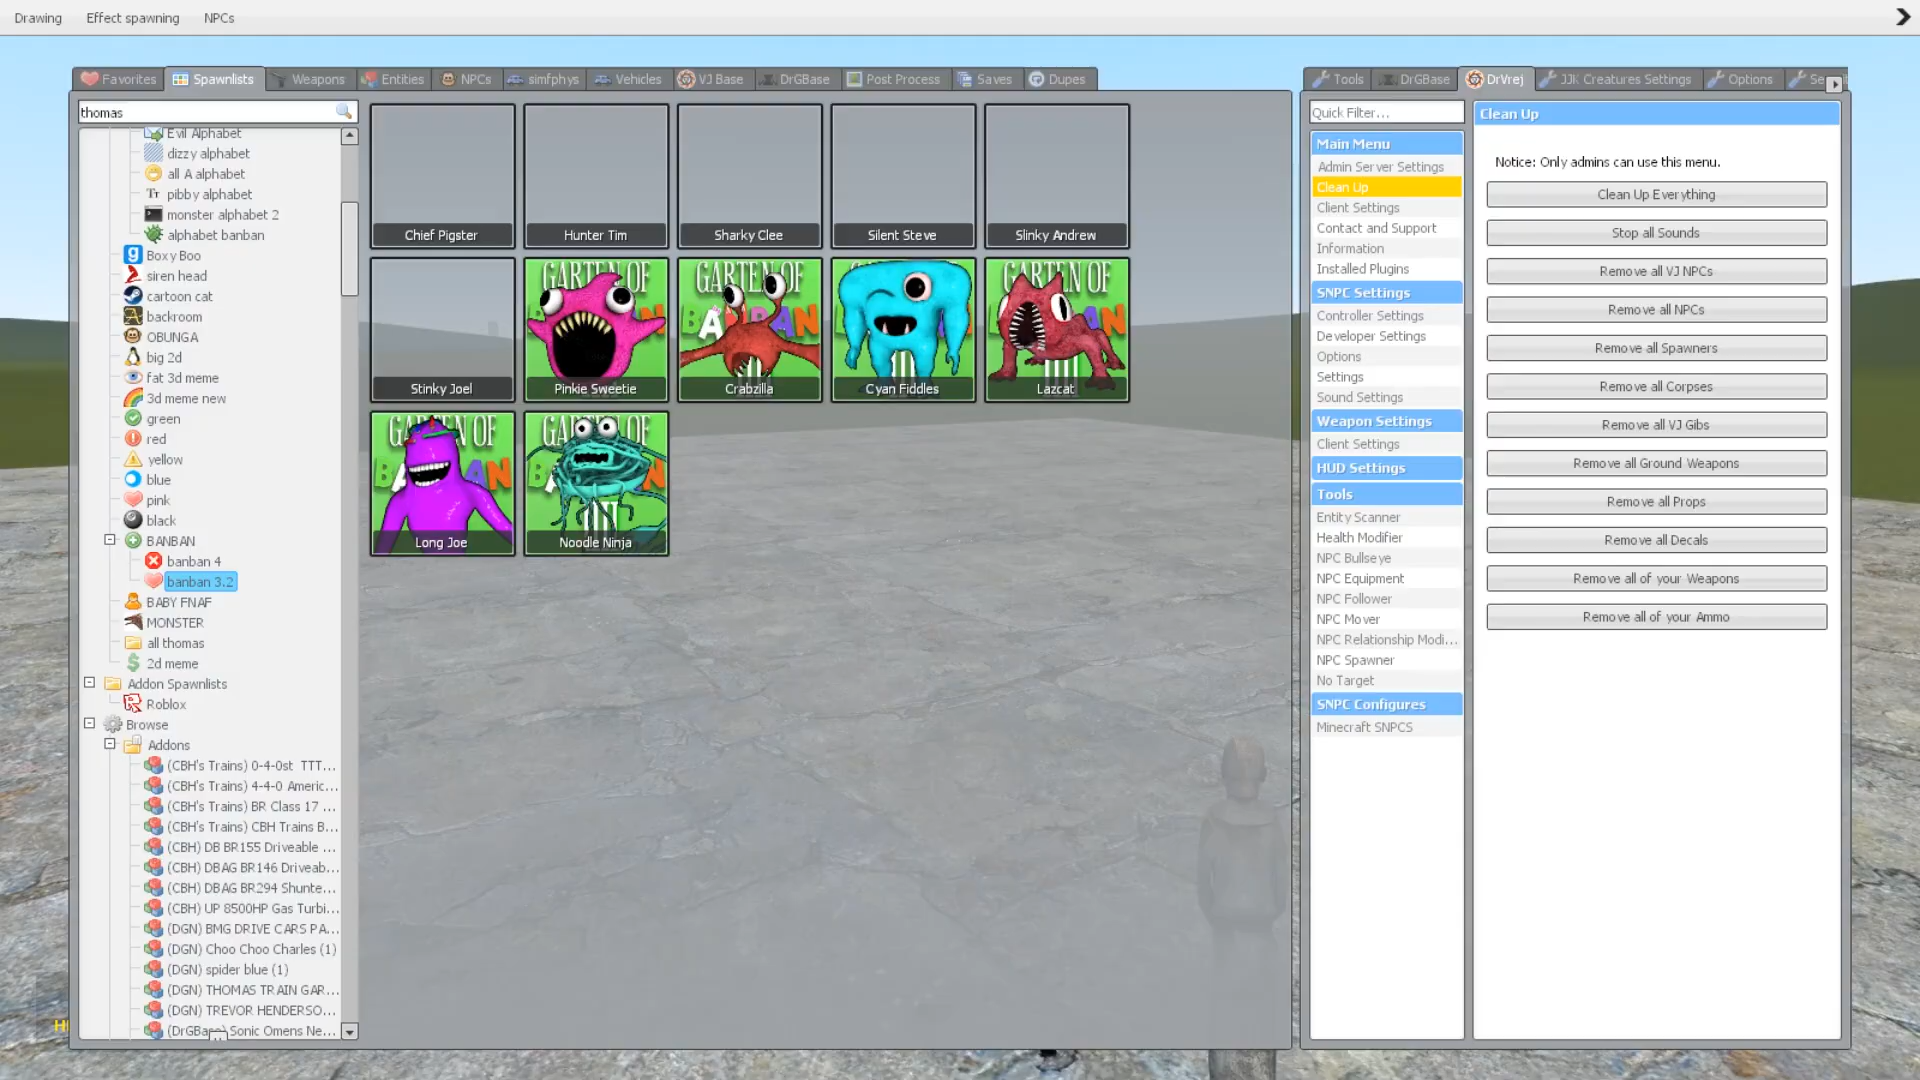 Drawing Effect spawning NPCs
Favorites Spawnlists Weapons Entities NPCs simfphys Vehicles VJ Base DrGBase Post Process Saves Dupes
thomas
Evil Alphabet
dizzy alphabet
all A alphabet
pibby alphabet
monster alphabet 2
alphabet banban
Boxy Boo
siren head
cartoon cat
backroom
OBUNGA
big 2d
fat 3d meme
3d meme new
green
red
yellow
blue
pink
black
BANBAN
banban 4
banban 3.2
BABY FNAF
MONSTER
all thomas
2d meme
Addon Spawnlists
Roblox
Browse
Addons
(CBH's Trains) 0-4-0st TTT...
(CBH's Trains) 4-4-0 Americ...
(CBH's Trains) BR Class 17 ...
(CBH's Trains) CBH Trains B...
(CBH) DB BR155 Driveable ...
(CBH) DBAG BR146 Driveab...
(CBH) DBAG BR294 Shunte...
(CBH) UP 8500HP Gas Turbi...
(DGN) BMG DRIVE CARS PA...
(DGN) Choo Choo Charles (1)
(DGN) spider blue (1)
(DGN) THOMAS TRAIN GAR...
(DGN) TREVOR HENDERSO...
(DrGBase) Sonic Omens Ne...
Chief Pigster Hunter Tim Sharky Clee Silent Steve Slinky Andrew
GARTEN OF GARTEN OF GARTEN OF
Stinky Joel Pinkie Sweetie Crabzilla Cyan Fiddles Lazcat
GARTEN OF GARTEN OF
Long Joe Noodle Ninja
Tools DrGBase DrVrej JJK Creatures Settings Options Se
Quick Filter...
Main Menu
Admin Server Settings
Clean Up
Client Settings
Contact and Support
Information
Installed Plugins
SNPC Settings
Controller Settings
Developer Settings
Options
Settings
Sound Settings
Weapon Settings
Client Settings
HUD Settings
Tools
Entity Scanner
Health Modifier
NPC Bullseye
NPC Equipment
NPC Follower
NPC Mover
NPC Relationship Modi...
NPC Spawner
No Target
SNPC Configures
Minecraft SNPCS
Clean Up
Notice: Only admins can use this menu.
Clean Up Everything
Stop all Sounds
Remove all VJ NPCs
Remove all NPCs
Remove all Spawners
Remove all Corpses
Remove all VJ Gibs
Remove all Ground Weapons
Remove all Props
Remove all Decals
Remove all of your Weapons
Remove all of your Ammo